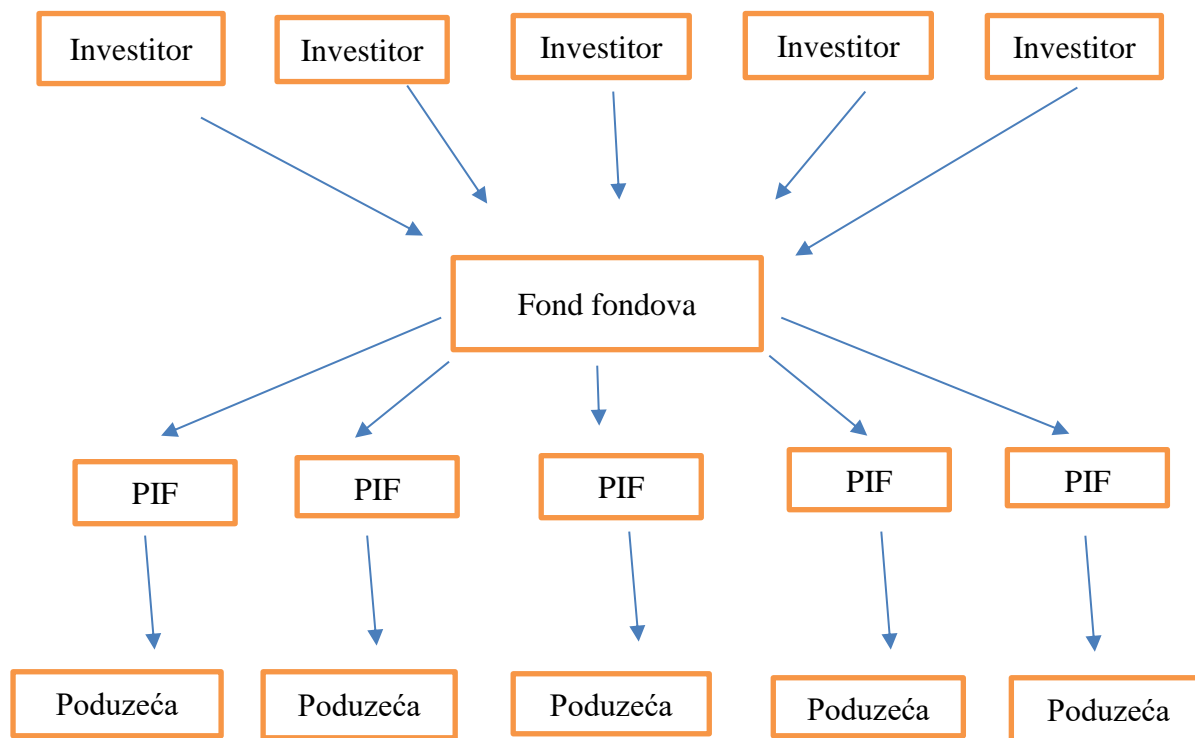 Investitor
Investitor
Investitor
Investitor
Investitor
Fond fondova
PIF
PIF
PIF
PIF
PIF
Poduzeća
Poduzeća
Poduzeća
Poduzeća
Poduzeća